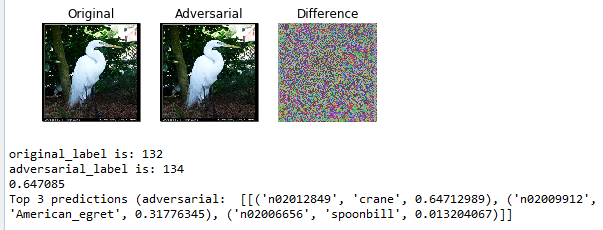 Original Adversarial Difference
original_label is: 132
adversarial_label is: 134
0.647085
Top 3 predictions (adversarial:  [[('n02012849', 'crane', 0.64712989), ('n02009912',
'American_egret', 0.31776345), ('n02006656', 'spoonbill', 0.013204067)]]